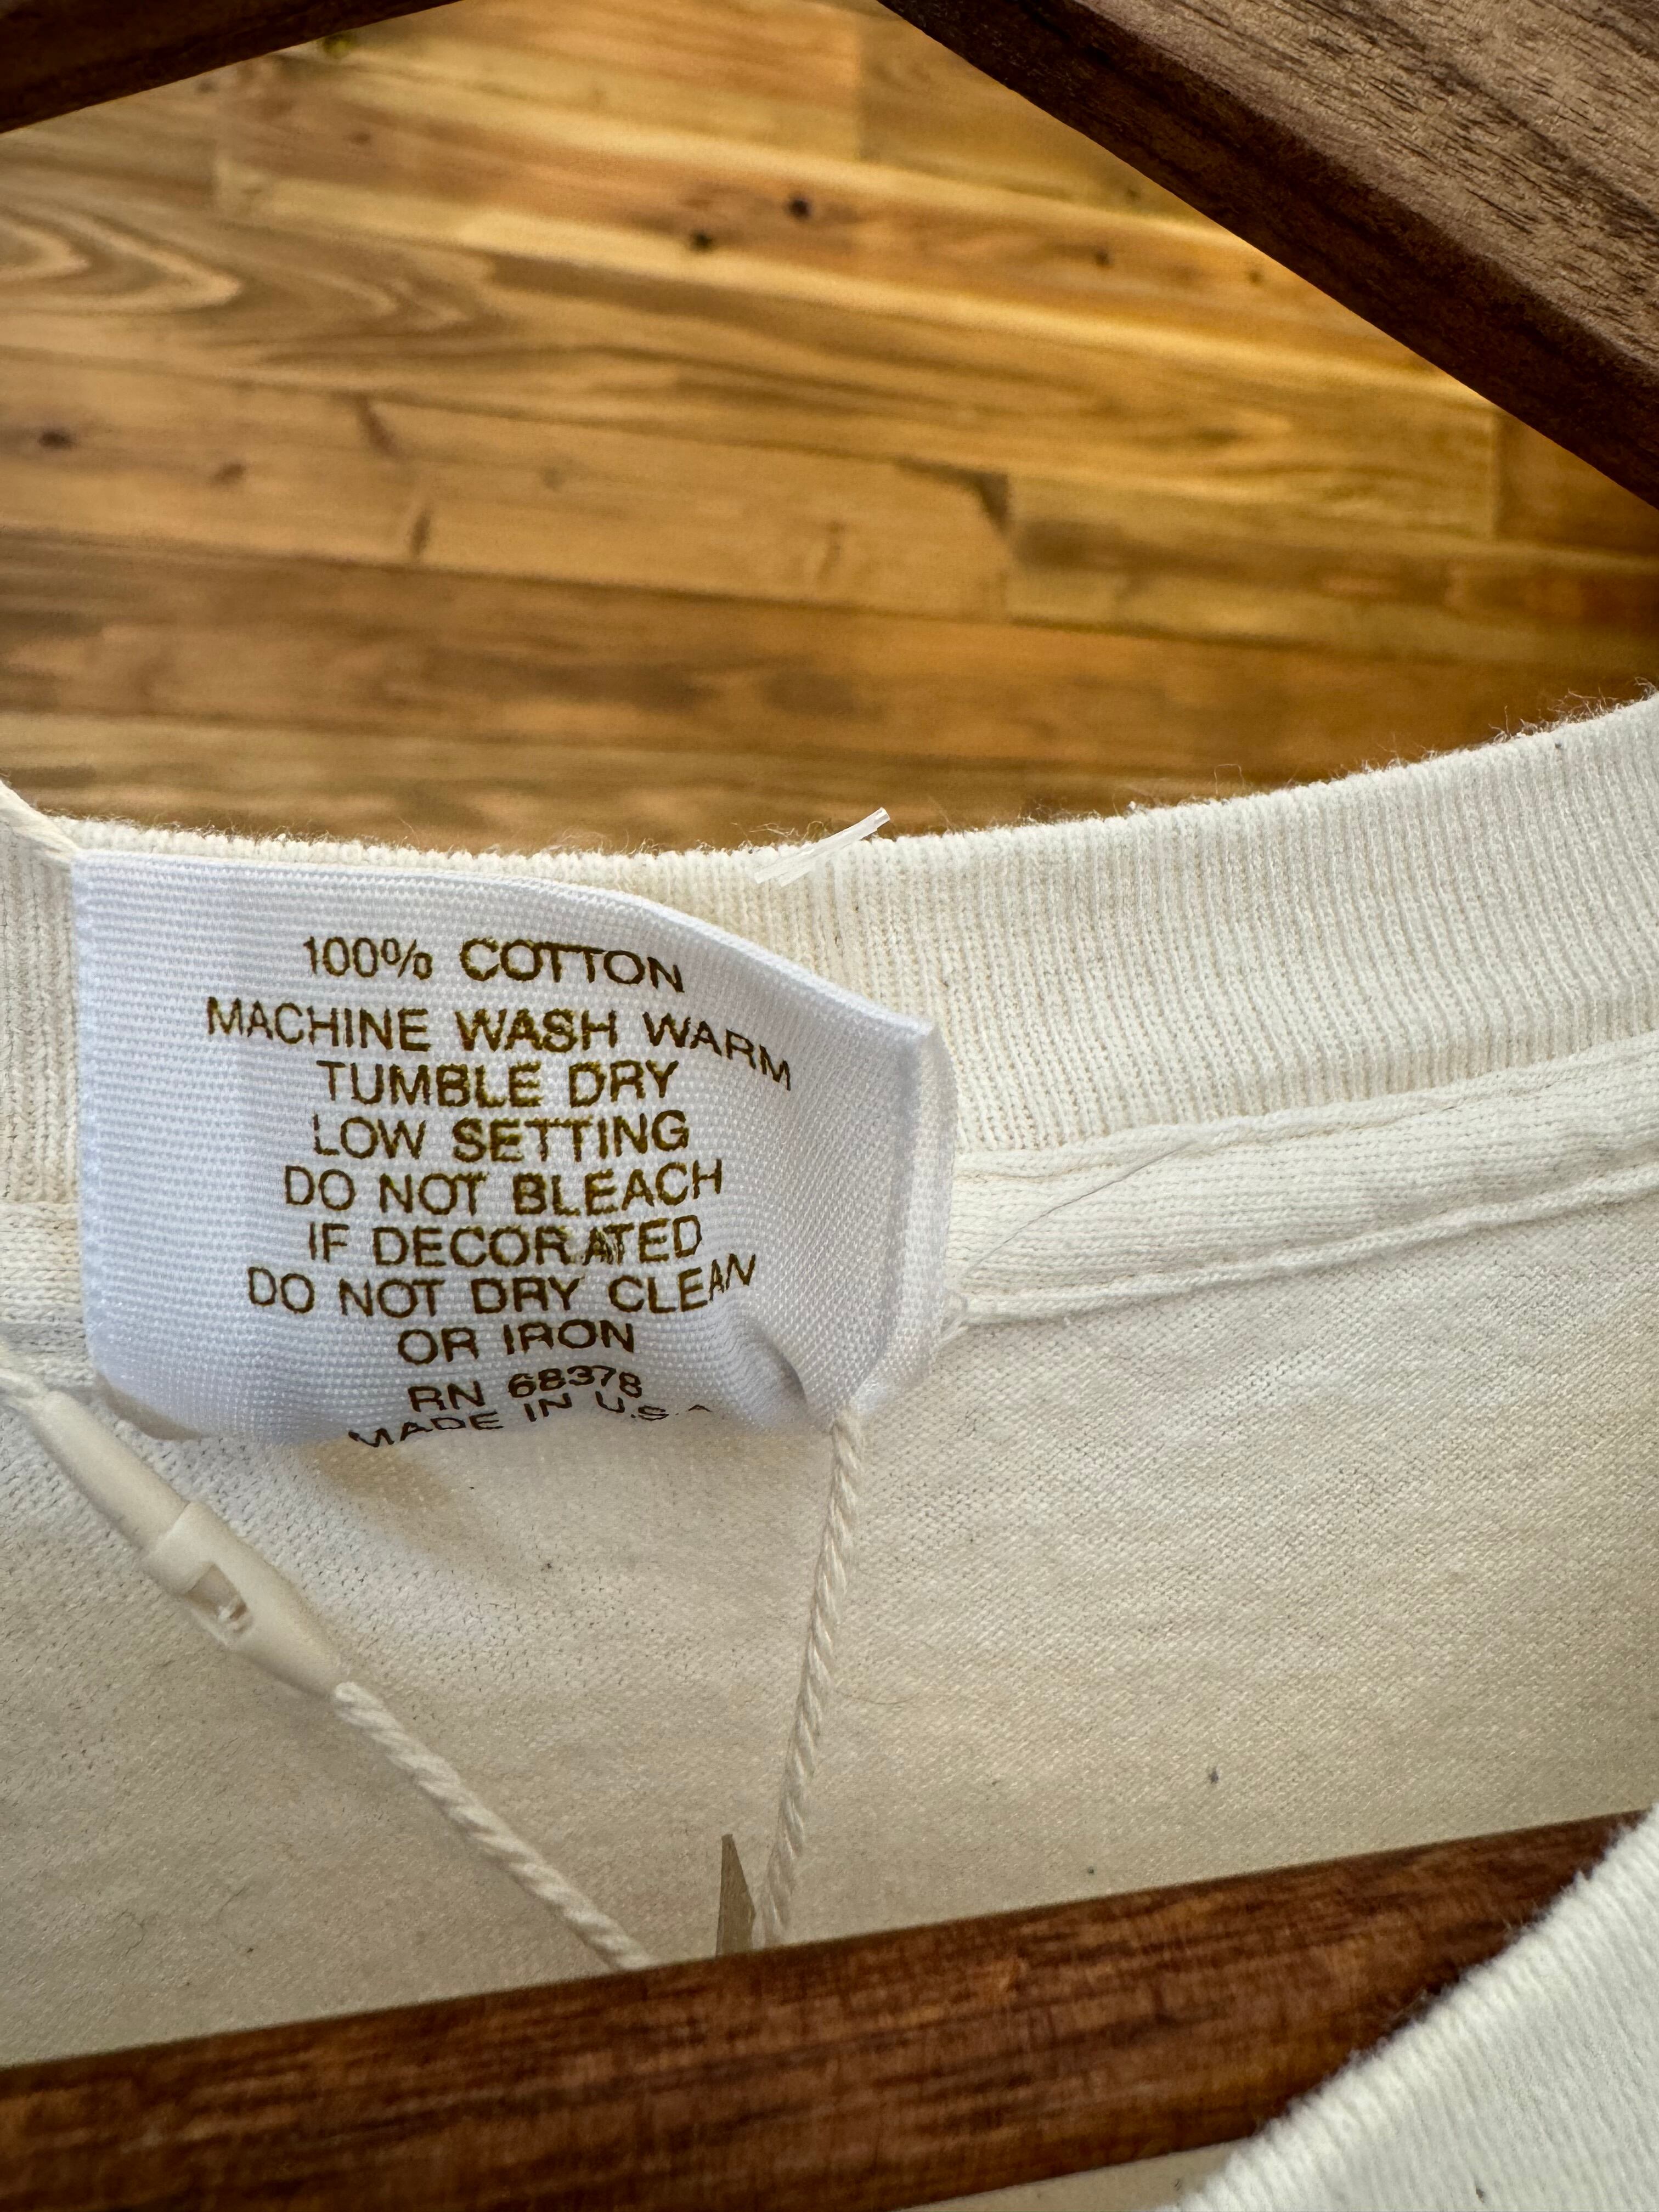 100% COTTON
MACHINE WASH WARM
TUMBLE DRY
LOW SETTING
DO NOT BLEACH
IF DECORATED
DO NOT DRY CLEAN
OR IRON
RN 68378
MADE IN U.S.A.